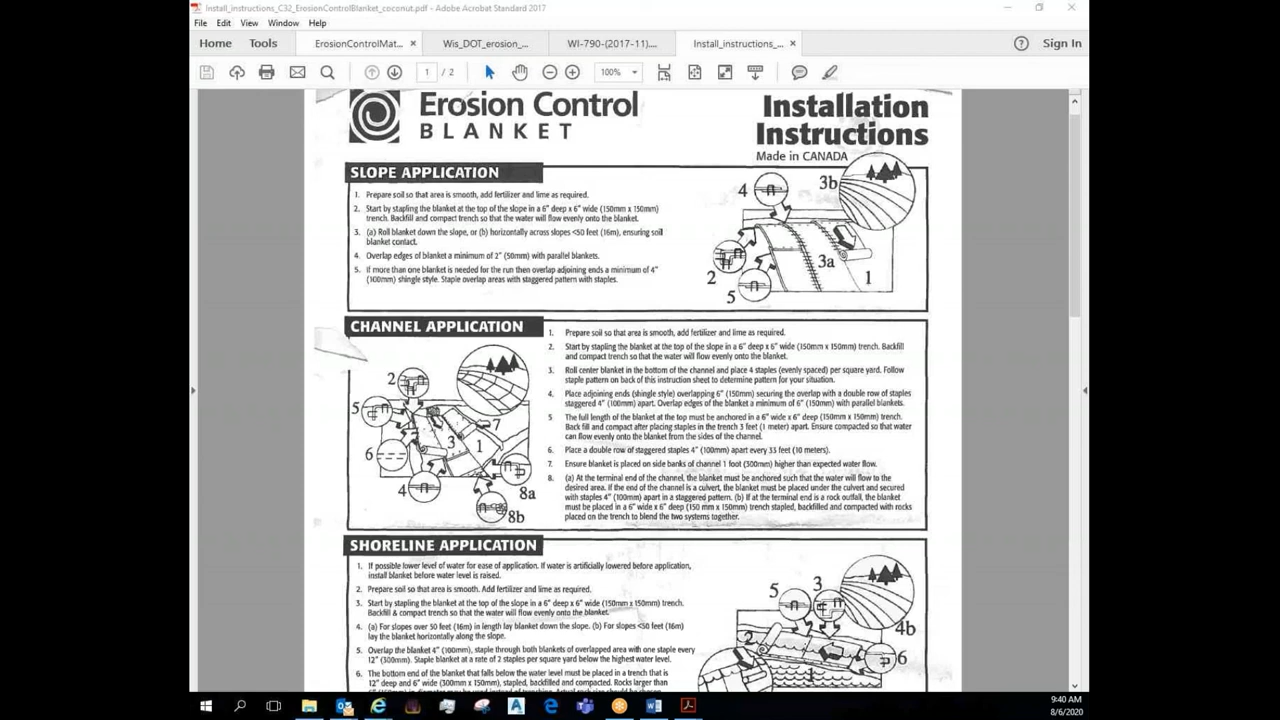 Install_instructions_C32_ErosionControlBlanket_coconut.pdf - Adobe Acrobat Standard 2017
File Edit View Window Help
Home Tools ErosionControlMat... × Wis_DOT_erosion_... WI-790-(2017-11).... Install_instructions_... × Sign In
1 / 2 100%
Erosion Control
BLANKET
Installation
Instructions
Made in CANADA
SLOPE APPLICATION
1. Prepare soil so that area is smooth, add fertilizer and lime as required.
2. Start by stapling the blanket at the top of the slope in a 6" deep x 6" wide (150mm x 150mm)
trench. Backfill and compact trench so that the water will flow evenly onto the blanket.
3. (a) Roll blanket down the slope, or (b) horizontally across slopes <50 feet (16m), ensuring soil
blanket contact.
4. Overlap edges of blanket a minimum of 2" (50mm) with parallel blankets.
5. If more than one blanket is needed for the run then overlap adjoining ends a minimum of 4"
(100mm) shingle style. Staple overlap areas with staggered pattern with staples.
4
3b
2
3a
1
5
CHANNEL APPLICATION
1. Prepare soil so that area is smooth, add fertilizer and lime as required.
2. Start by stapling the blanket at the top of the slope in a 6" deep x 6" wide (150mm x 150mm) trench. Backfill
and compact trench so that the water will flow evenly onto the blanket.
3. Roll center blanket in the bottom of the channel and place 4 staples (evenly spaced) per square yard. Follow
staple pattern on back of this instruction sheet to determine pattern for your situation.
4. Place adjoining ends (shingle style) overlapping 6" (150mm) securing the overlap with a double row of staples
staggered 4" (100mm) apart. Overlap edges of the blanket a minimum of 6" (150mm) with parallel blankets.
5 The full length of the blanket at the top must be anchored in a 6" wide x 6" deep (150mm x 150mm) trench.
Back fill and compact after placing staples in the trench 3 feet (1 meter) apart. Ensure compacted so that water
can flow evenly onto the blanket from the sides of the channel.
6. Place a double row of staggered staples 4" (100mm) apart every 33 feet (10 meters).
7. Ensure blanket is placed on side banks of channel 1 foot (300mm) higher than expected water flow.
8. (a) At the terminal end of the channel, the blanket must be anchored such that the water will flow to the
desired area. If the end of the channel is a culvert, the blanket must be placed under the culvert and secured
with staples 4" (100mm) apart in a staggered pattern. (b) If at the terminal end is a rock outfall, the blanket
must be placed in a 6" wide x 6" deep (150 mm x 150mm) trench stapled, backfilled and compacted with rocks
placed on the trench to blend the two systems together.
2
5
7
3
1
6
4
8a
8b
SHORELINE APPLICATION
1. If possible lower level of water for ease of application. If water is artificially lowered before application,
install blanket before water level is raised.
2. Prepare soil so that area is smooth. Add fertilizer and lime as required.
3. Start by stapling the blanket at the top of the slope in a 6" deep x 6" wide (150mm x 150mm) trench.
Backfill & compact trench so that the water will flow evenly onto the blanket.
4. (a) For slopes over 50 feet (16m) in length lay blanket down the slope. (b) For slopes <50 feet (16m)
lay the blanket horizontally along the slope.
5. Overlap the blanket 4" (100mm), staple through both blankets of overlapped area with one staple every
12" (300mm). Staple blanket at a rate of 2 staples per square yard below the highest water level.
6. The bottom end of the blanket that falls below the water level must be placed in a trench that is
12" deep and 6" wide (300mm x 150mm), stapled, backfilled and compacted. Rocks larger than
5
3
4b
2
6
1
9:40 AM
8/6/2020